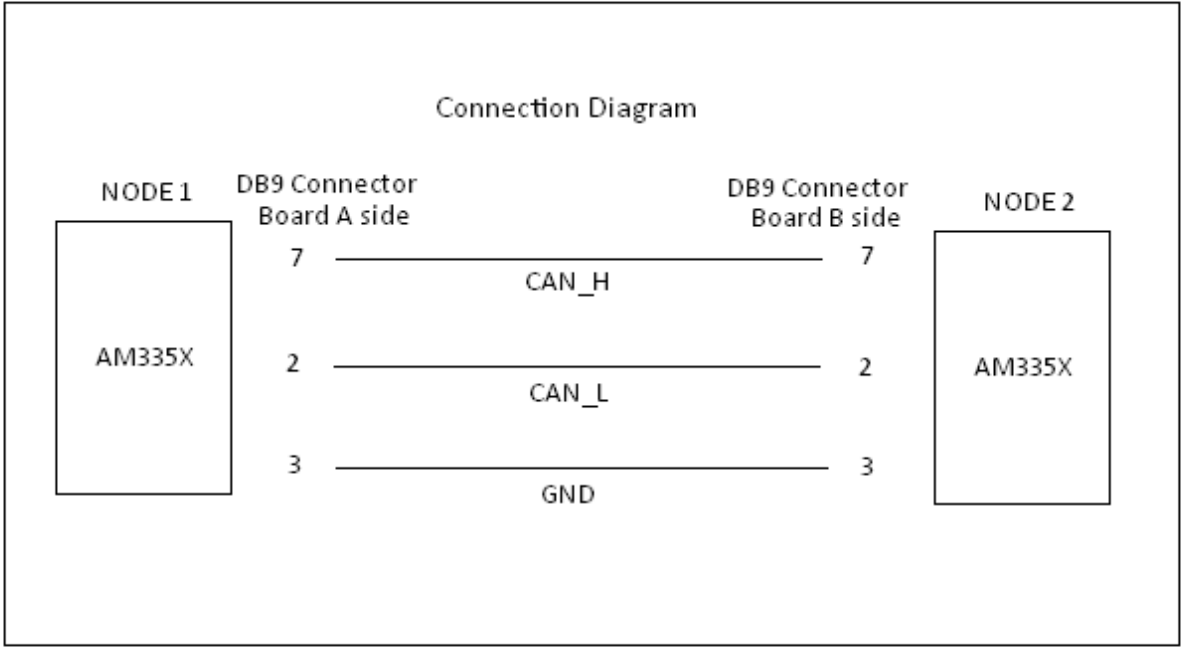 Connection Diagram
NODE 1
DB9 Connector
Board A side
DB9 Connector
Board B side
NODE 2
7
7
CAN_H
AM335X
2
2
AM335X
CAN_L
3
3
GND